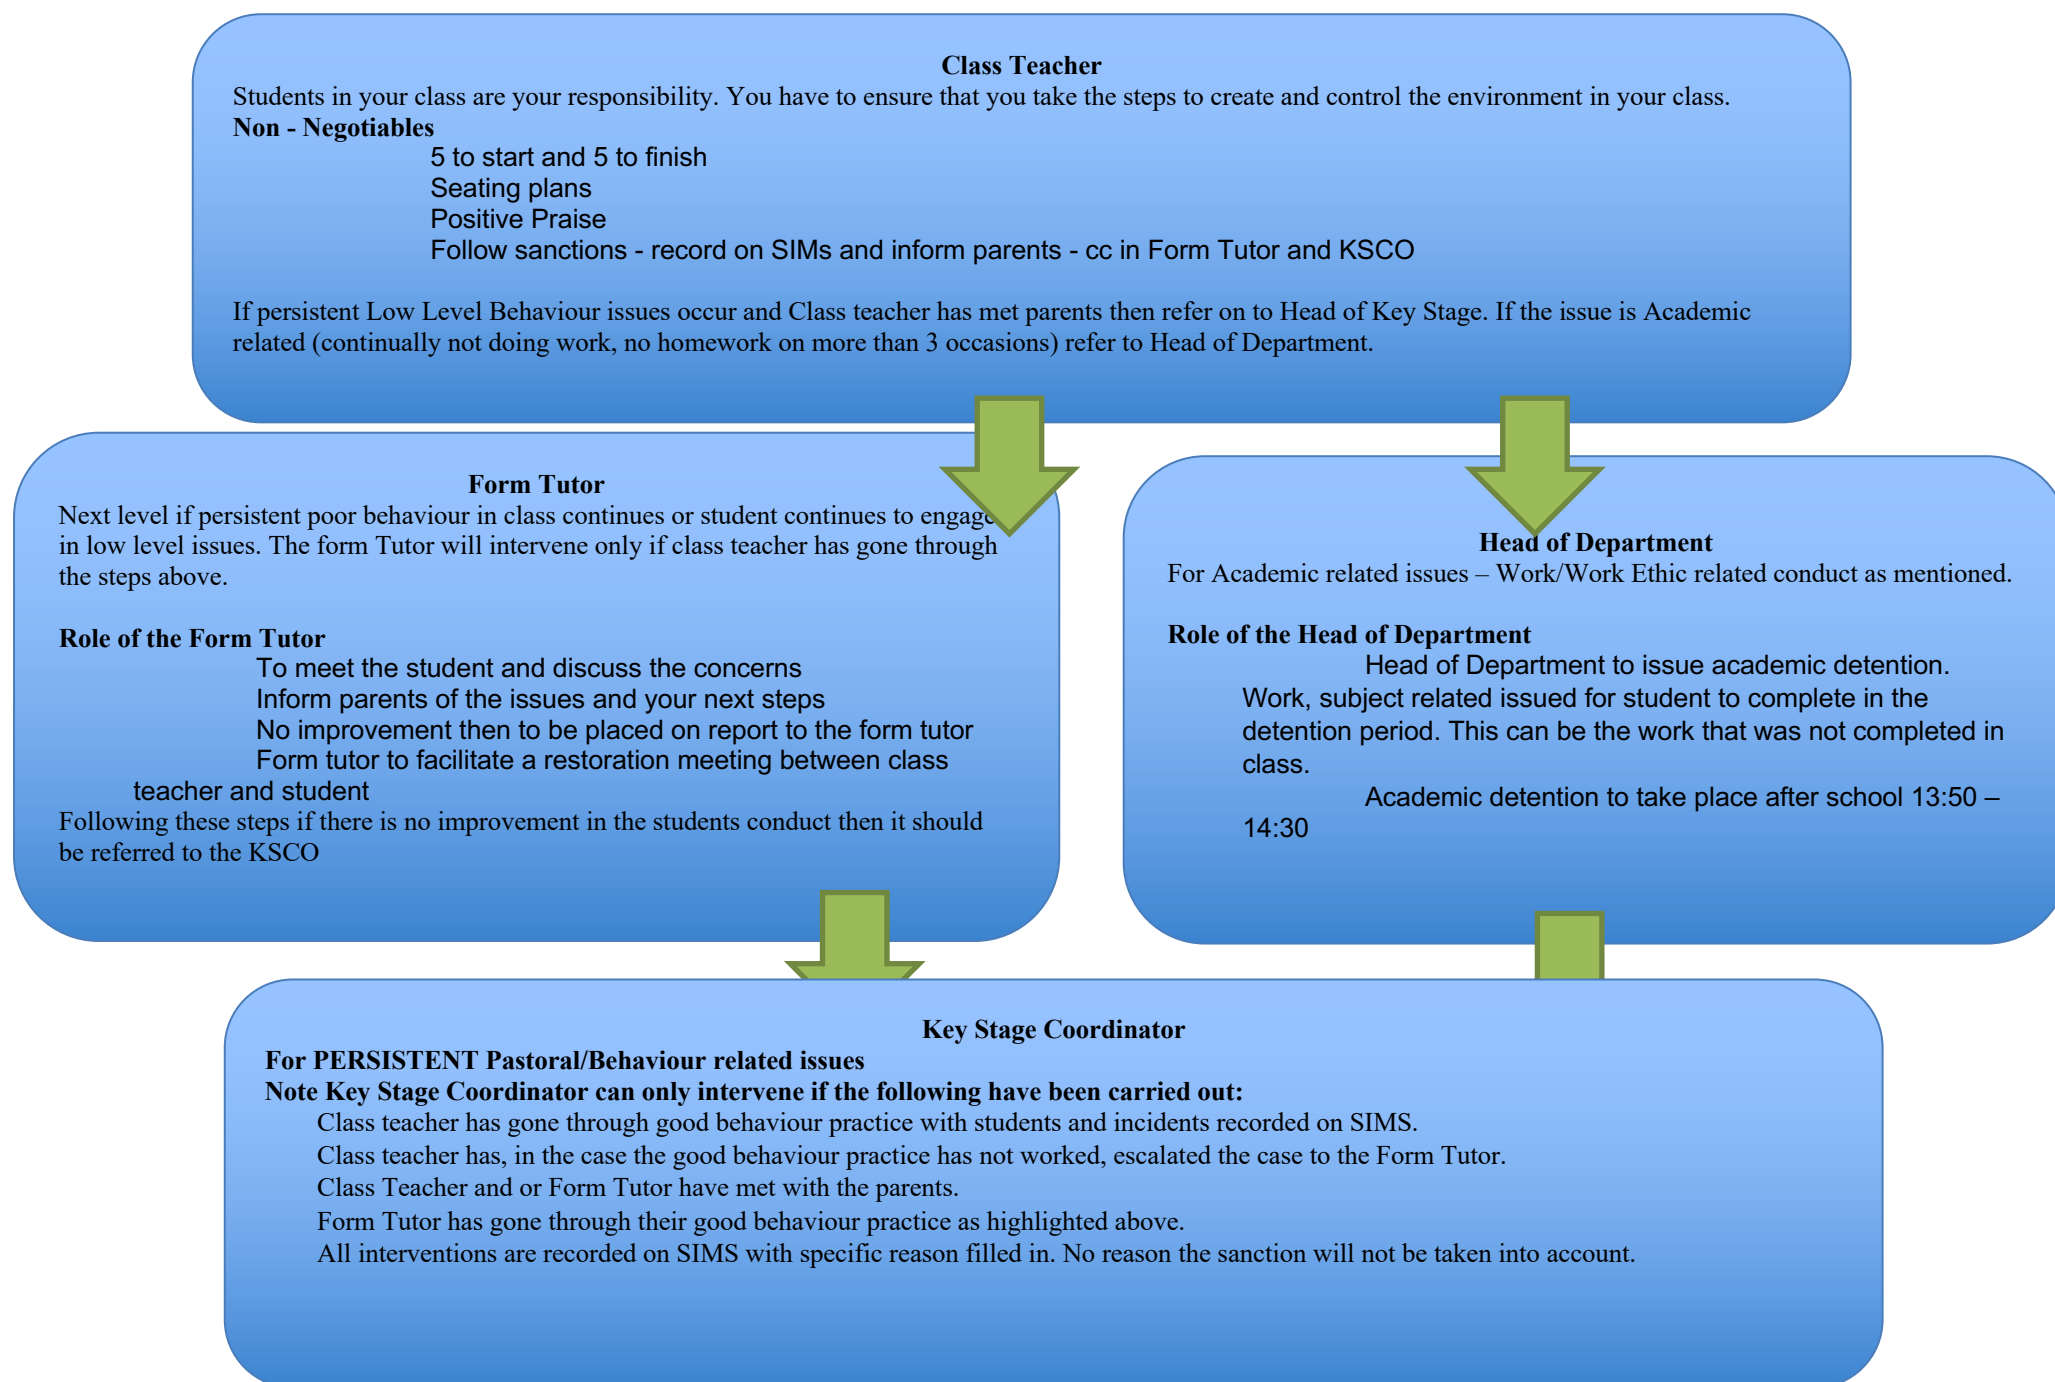 Class Teacher
Students in your class are your responsibility. You have to ensure that you take the steps to create and control the environment in your class.
Non - Negotiables
5 to start and 5 to finish
Seating plans
Positive Praise
Follow sanctions - record on SIMs and inform parents - cc in Form Tutor and KSCO
If persistent Low Level Behaviour issues occur and Class teacher has met parents then refer on to Head of Key Stage. If the issue is Academic
related (continually not doing work, no homework on more than 3 occasions) refer to Head of Department.
Form Tutor
Next level if persistent poor behaviour in class continues or student continues to engage
in low level issues. The form Tutor will intervene only if class teacher has gone through
the steps above.
Role of the Form Tutor
To meet the student and discuss the concerns
Inform parents of the issues and your next steps
No improvement then to be placed on report to the form tutor
Form tutor to facilitate a restoration meeting between class
teacher and student
Following these steps if there is no improvement in the students conduct then it should
be referred to the KSCO
Head of Department
For Academic related issues – Work/Work Ethic related conduct as mentioned.
Role of the Head of Department
Head of Department to issue academic detention.
Work, subject related issued for student to complete in the
detention period. This can be the work that was not completed in
class.
Academic detention to take place after school 13:50 –
14:30
Key Stage Coordinator
For PERSISTENT Pastoral/Behaviour related issues
Note Key Stage Coordinator can only intervene if the following have been carried out:
Class teacher has gone through good behaviour practice with students and incidents recorded on SIMS.
Class teacher has, in the case the good behaviour practice has not worked, escalated the case to the Form Tutor.
Class Teacher and or Form Tutor have met with the parents.
Form Tutor has gone through their good behaviour practice as highlighted above.
All interventions are recorded on SIMS with specific reason filled in. No reason the sanction will not be taken into account.